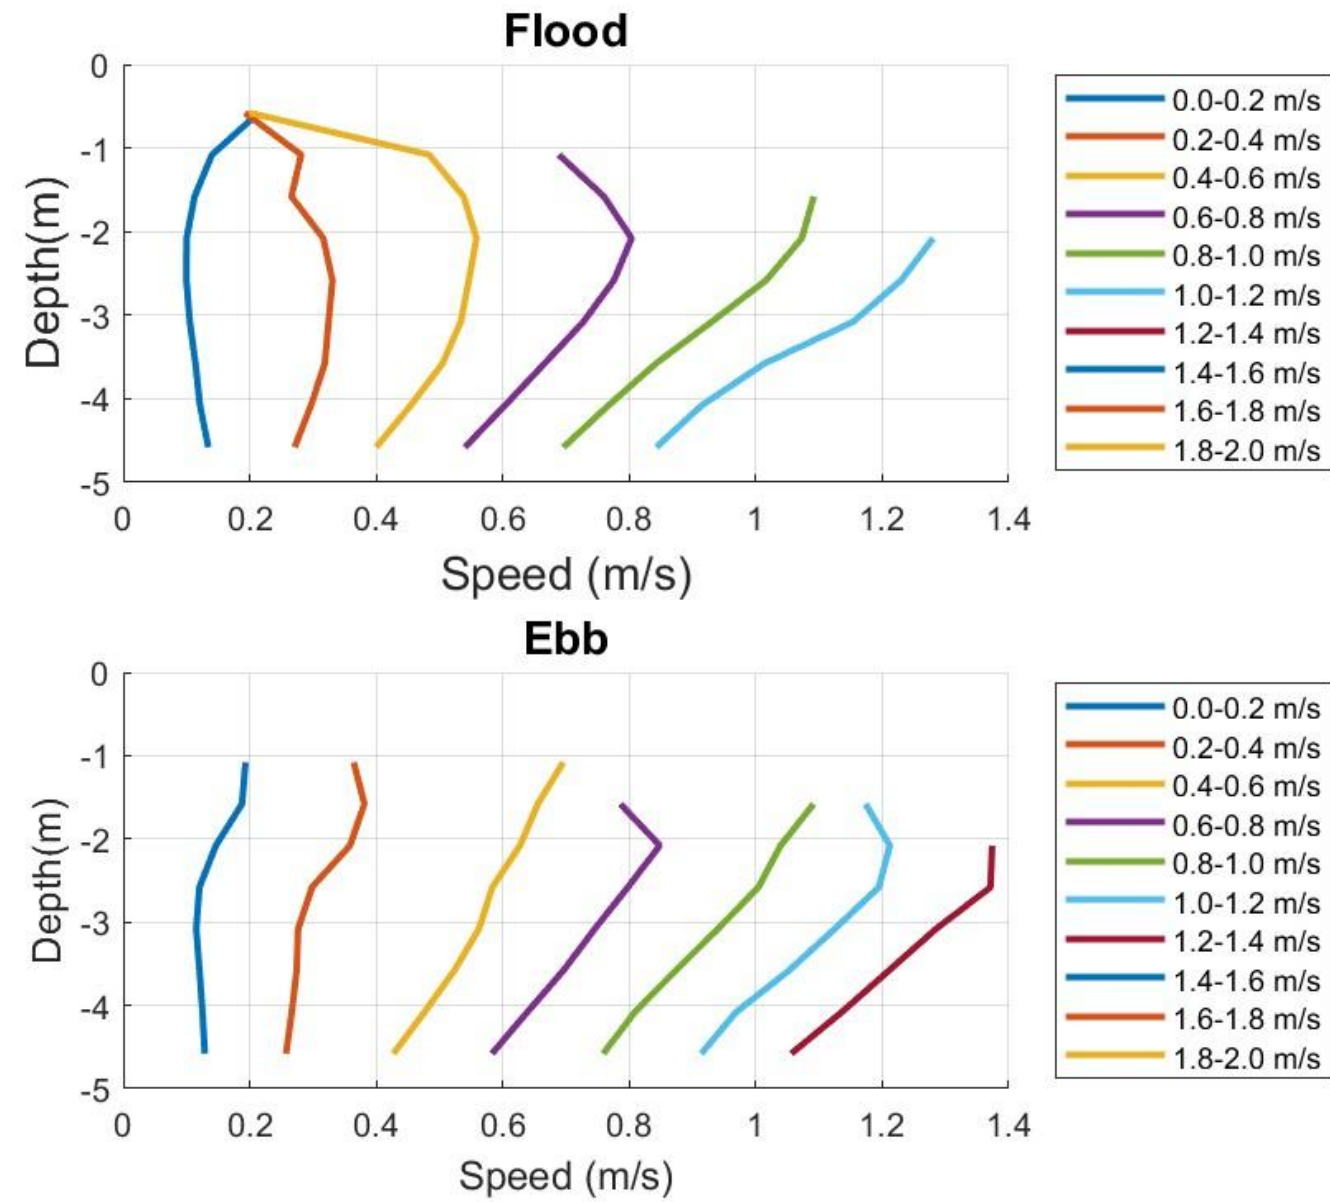 Flood
0
-1
-2
-3
-4
-5
Depth(m)
0 0.2 0.4 0.6 0.8 1 1.2 1.4
Speed (m/s)
0.0-0.2 m/s
0.2-0.4 m/s
0.4-0.6 m/s
0.6-0.8 m/s
0.8-1.0 m/s
1.0-1.2 m/s
1.2-1.4 m/s
1.4-1.6 m/s
1.6-1.8 m/s
1.8-2.0 m/s
Ebb
0
-1
-2
-3
-4
-5
Depth(m)
0 0.2 0.4 0.6 0.8 1 1.2 1.4
Speed (m/s)
0.0-0.2 m/s
0.2-0.4 m/s
0.4-0.6 m/s
0.6-0.8 m/s
0.8-1.0 m/s
1.0-1.2 m/s
1.2-1.4 m/s
1.4-1.6 m/s
1.6-1.8 m/s
1.8-2.0 m/s